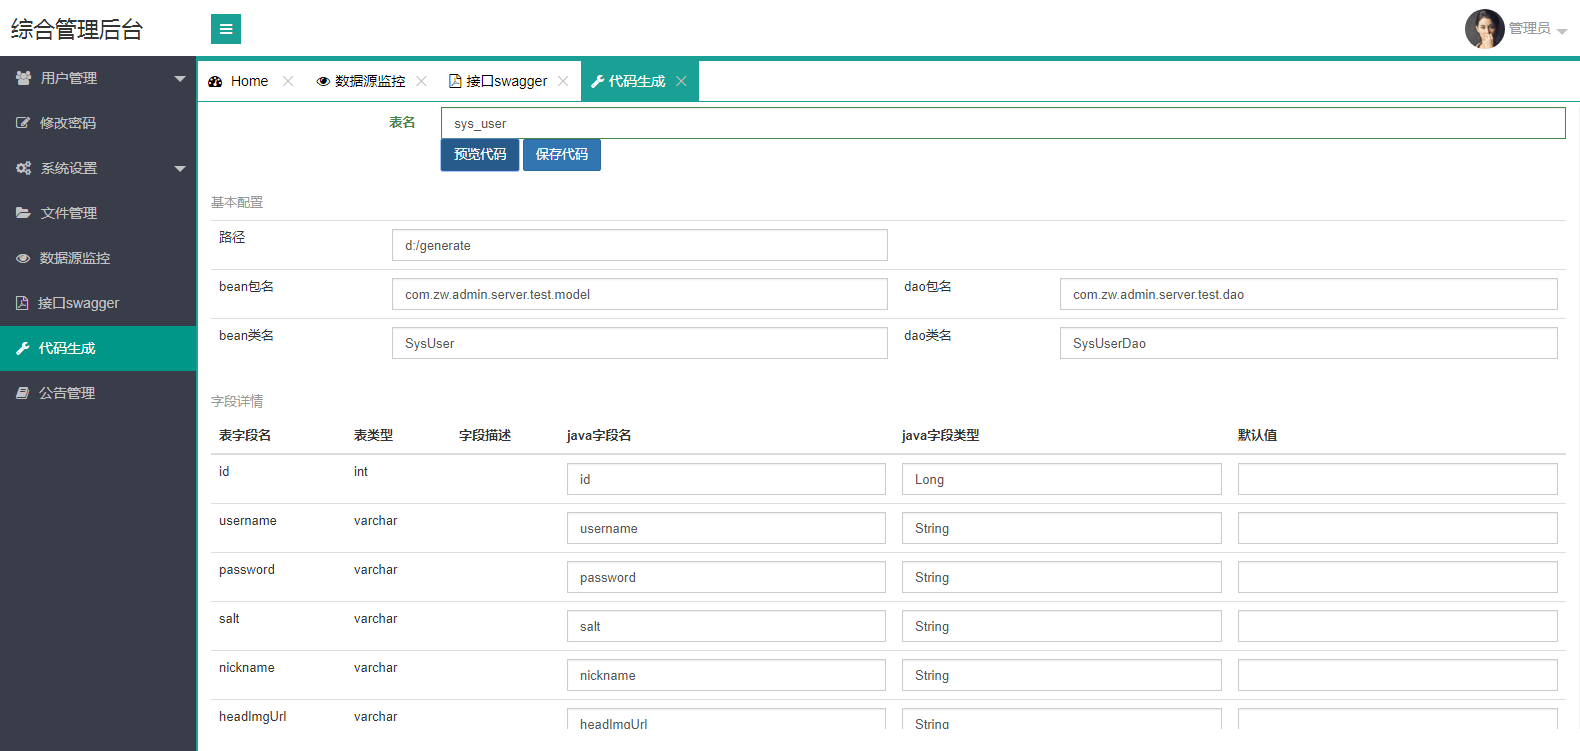 综合管理后台
管理员
用户管理
修改密码
系统设置
文件管理
数据源监控
接口swagger
代码生成
公告管理
Home 数据源监控 接口swagger 代码生成
表名 sys_user
预览代码 保存代码
基本配置
路径 d:/generate
bean包名 com.zw.admin.server.test.model dao包名 com.zw.admin.server.test.dao
bean类名 SysUser dao类名 SysUserDao
字段详情
表字段名 表类型 字段描述 java字段名 java字段类型 默认值
id int id Long
username varchar username String
password varchar password String
salt varchar salt String
nickname varchar nickname String
headImgUrl varchar headImgUrl String